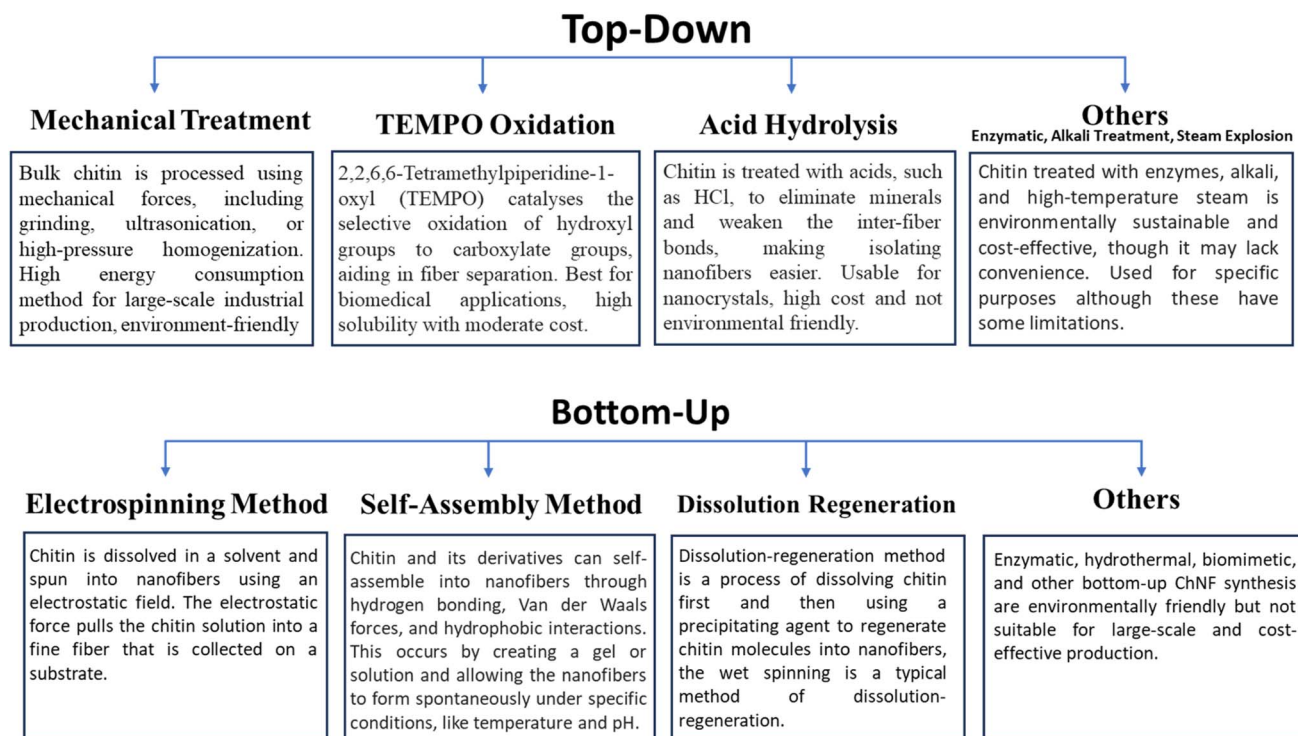 Top-Down
Mechanical Treatment
Bulk chitin is processed using
mechanical forces, including
grinding, ultrasonication, or
high-pressure homogenization.
High energy consumption
method for large-scale industrial
production, environment-friendly
TEMPO Oxidation
2,2,6,6-Tetramethylpiperidine-1-
oxyl (TEMPO) catalyses the
selective oxidation of hydroxyl
groups to carboxylate groups,
aiding in fiber separation. Best for
biomedical applications, high
solubility with moderate cost.
Acid Hydrolysis
Chitin is treated with acids, such
as HCl, to eliminate minerals
and weaken the inter-fiber
bonds, making isolating
nanofibers easier. Usable for
nanocrystals, high cost and not
environmental friendly.
Others
Enzymatic, Alkali Treatment, Steam Explosion
Chitin treated with enzymes, alkali,
and high-temperature steam is
environmentally sustainable and
cost-effective, though it may lack
convenience. Used for specific
purposes although these have
some limitations.
Bottom-Up
Electrospinning Method
Chitin is dissolved in a solvent and
spun into nanofibers using an
electrostatic field. The electrostatic
force pulls the chitin solution into a
fine fiber that is collected on a
substrate.
Self-Assembly Method
Chitin and its derivatives can self-
assemble into nanofibers through
hydrogen bonding, Van der Waals
forces, and hydrophobic interactions.
This occurs by creating a gel or
solution and allowing the nanofibers
to form spontaneously under specific
conditions, like temperature and pH.
Dissolution Regeneration
Dissolution-regeneration method
is a process of dissolving chitin
first and then using a
precipitating agent to regenerate
chitin molecules into nanofibers,
the wet spinning is a typical
method of dissolution-
regeneration.
Others
Enzymatic, hydrothermal, biomimetic,
and other bottom-up ChNF synthesis
are environmentally friendly but not
suitable for large-scale and cost-
effective production.